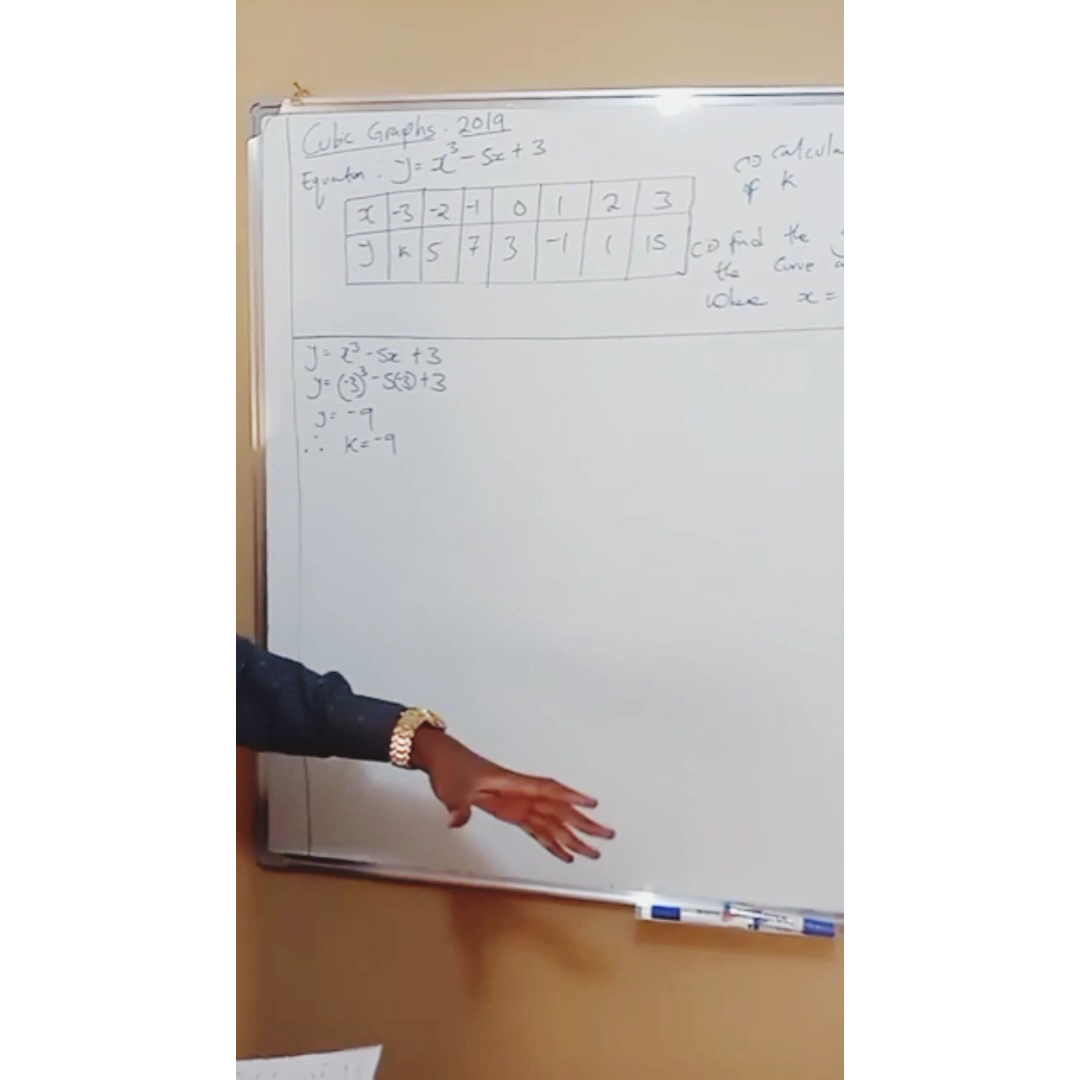 Cubic Graphs. 2019
Equation. y = x³ - 5x + 3
x -3 -2 -1 0 1 2 3
y k 5 7 3 -1 1 15
(i) Calcula
of k
(ii) find the
the Curve a
where x =
y = x³ - 5x + 3
y = (-3)³ - 5(-3) + 3
y = -9
∴ k = -9